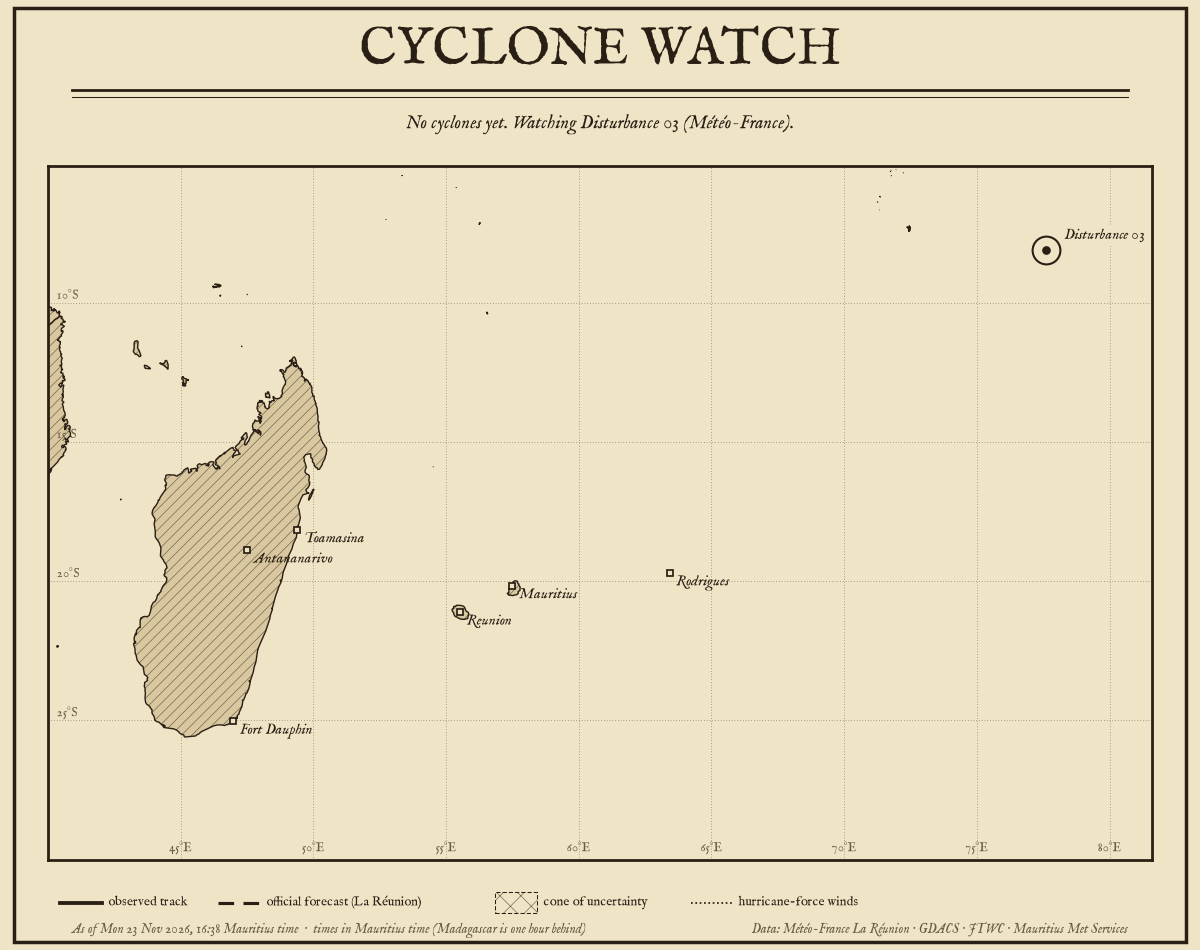 CYCLONE WATCH
No cyclones yet. Watching Disturbance 03 (Météo-France).
Disturbance 03
10°S
15°S
Toamasina
Antananarivo
20°S
Rodrigues
Mauritius
Reunion
25°S
Fort Dauphin
45°E 50°E 55°E 60°E 65°E 70°E 75°E 80°E
observed track official forecast (La Réunion) cone of uncertainty hurricane-force winds
As of Mon 23 Nov 2026, 16:38 Mauritius time · times in Mauritius time (Madagascar is one hour behind) Data: Météo-France La Réunion · GDACS · JTWC · Mauritius Met Services